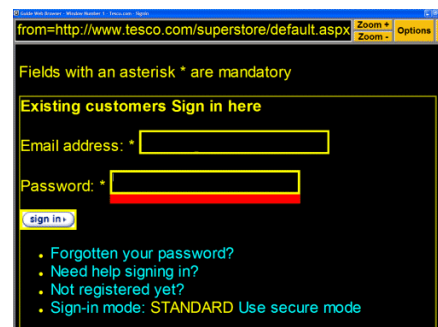 Guide Web Browser - Window Number 1 - Tesco.com - Signin
from=http://www.tesco.com/superstore/default.aspx
Zoom +
Zoom -
Options
Fields with an asterisk * are mandatory
Existing customers Sign in here
Email address: *
Password: *
sign in
Forgotten your password?
Need help signing in?
Not registered yet?
Sign-in mode: STANDARD Use secure mode